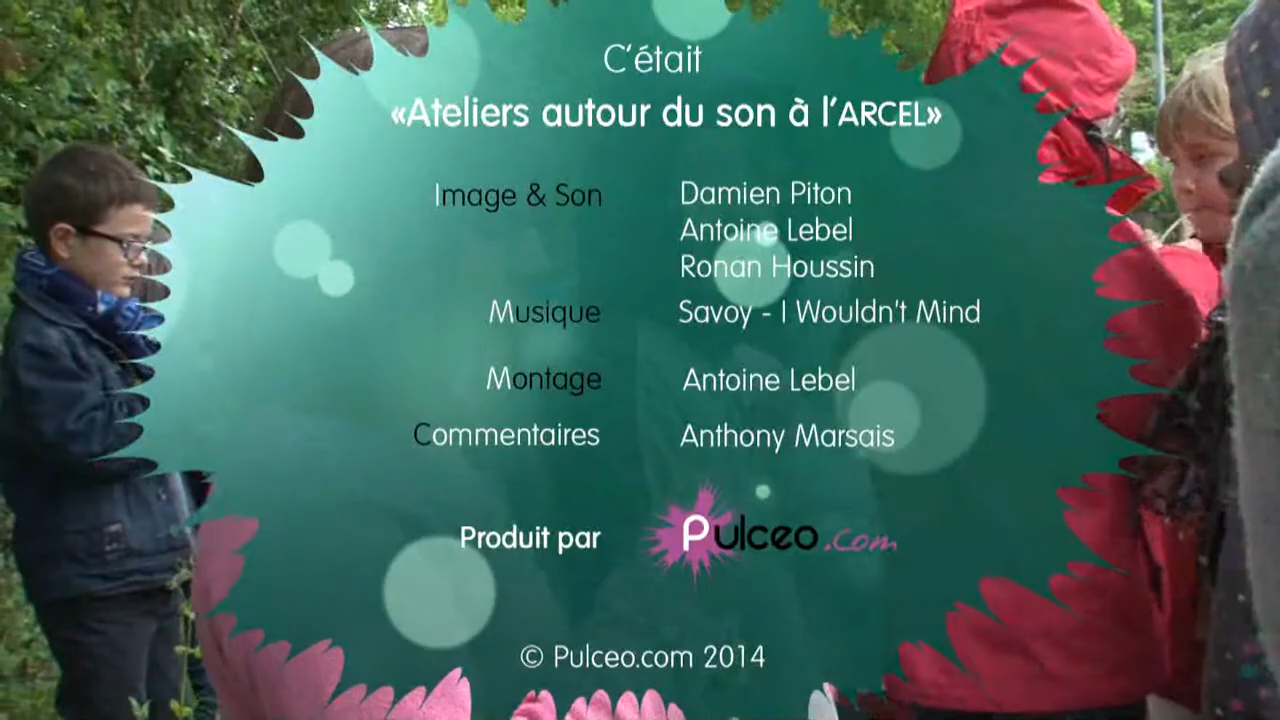 C'était
«Ateliers autour du son à l'ARCEL»
Image & Son Damien Piton
Antoine Lebel
Ronan Houssin
Musique Savoy - I Wouldn't Mind
Montage Antoine Lebel
Commentaires Anthony Marsais
Produit par Pulceo.com
© Pulceo.com 2014